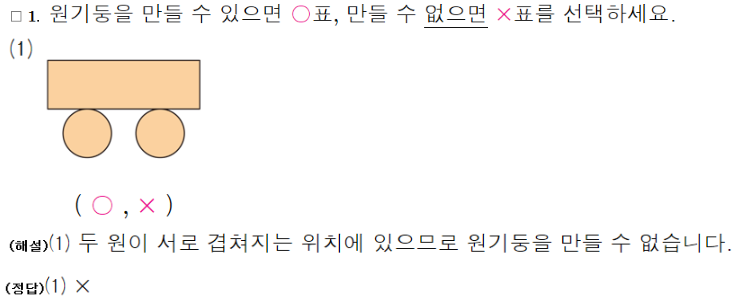 □ 1. 원기둥을 만들 수 있으면 ○표, 만들 수 없으면 ×표를 선택하세요.
(1)
( ○ , × )
(해설)(1) 두 원이 서로 겹쳐지는 위치에 있으므로 원기둥을 만들 수 없습니다.
(정답)(1) ×